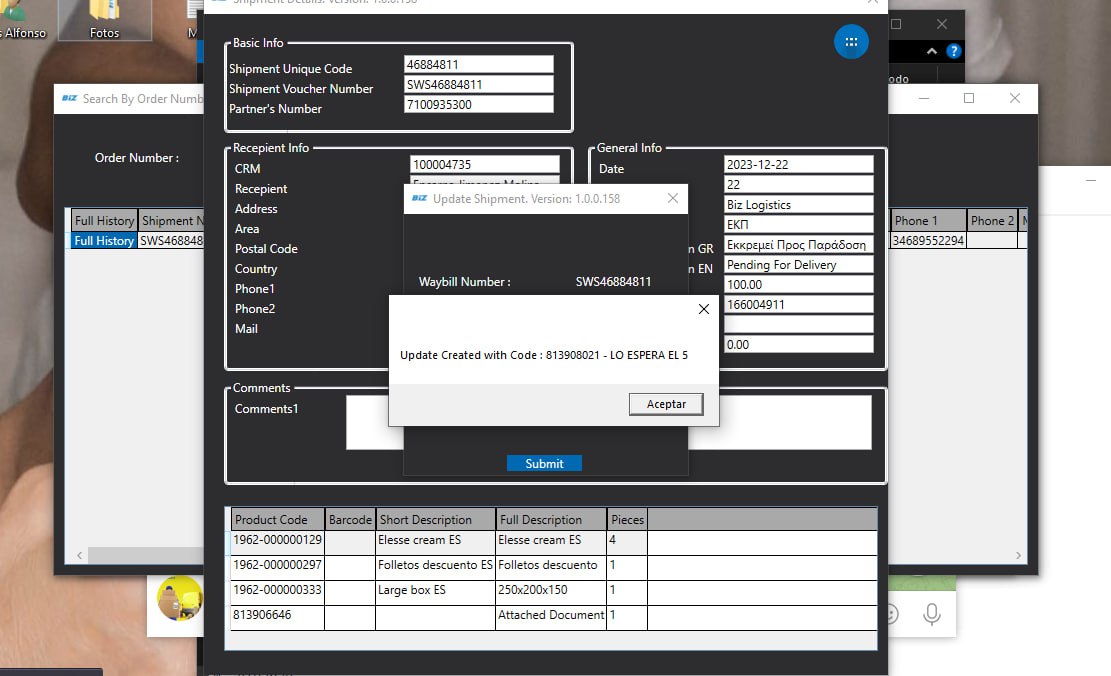 Shipment Details. Version: 1.0.0.158
s Alfonso
Fotos
M
odo
?
Basic Info
Shipment Unique Code 46884811
Shipment Voucher Number SWS46884811
Partner's Number 7100935300
BiZ Search By Order Numb
Order Number :
Full History Shipment N
Full History SWS468848
Phone 1 Phone 2
34689552294
Recepient Info
CRM 100004735
Recepient
Address
Area
Postal Code
Country
Phone1
Phone2
Mail
General Info
Date 2023-12-22
22
Biz Logistics
ΕΚΠ
n GR Εκκρεμεί Προς Παράδοση
n EN Pending For Delivery
100.00
166004911
0.00
BiZ Update Shipment. Version: 1.0.0.158
Waybill Number : SWS46884811
Update Created with Code : 813908021 - LO ESPERA EL 5
Aceptar
Submit
Comments
Comments1
Product Code Barcode Short Description Full Description Pieces
1962-000000129 Elesse cream ES Elesse cream ES 4
1962-000000297 Folletos descuento ES Folletos descuento 1
1962-000000333 Large box ES 250x200x150 1
813906646 Attached Document 1